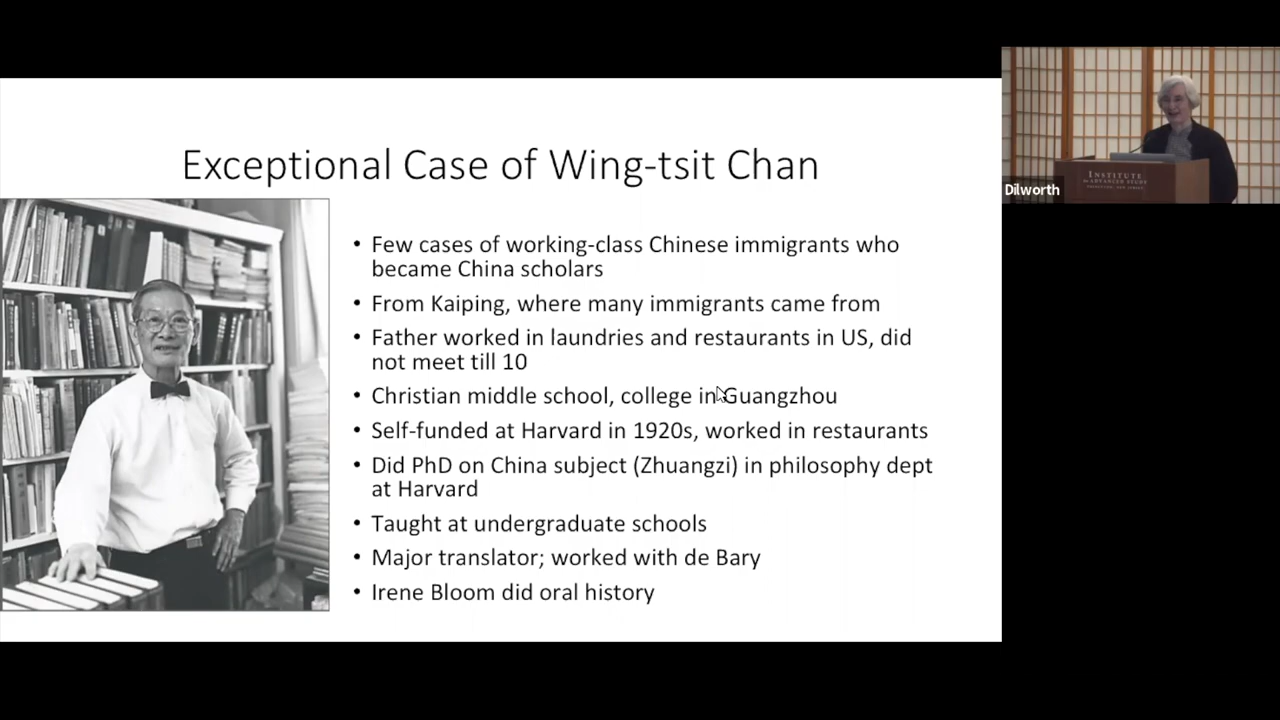 Exceptional Case of Wing-tsit Chan
• Few cases of working-class Chinese immigrants who
became China scholars
• From Kaiping, where many immigrants came from
• Father worked in laundries and restaurants in US, did
not meet till 10
• Christian middle school, college in Guangzhou
• Self-funded at Harvard in 1920s, worked in restaurants
• Did PhD on China subject (Zhuangzi) in philosophy dept
at Harvard
• Taught at undergraduate schools
• Major translator; worked with de Bary
• Irene Bloom did oral history
INSTITUTE
for ADVANCED STUDY
PRINCETON, NEW JERSEY
Dilworth